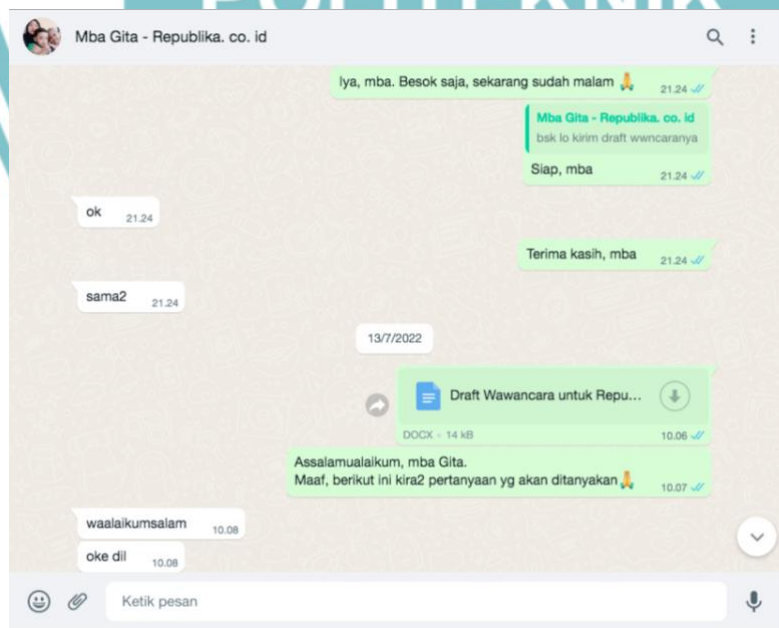 POLITEKNIK
Mba Gita - Republika. co. id
Iya, mba. Besok saja, sekarang sudah malam 🙏 21.24
Mba Gita - Republika. co. id
bsk lo kirim draft wwncaranya
Siap, mba 21.24
ok 21.24
Terima kasih, mba 21.24
sama2 21.24
13/7/2022
Draft Wawancara untuk Repu...
DOCX • 14 kB 10.06
Assalamualaikum, mba Gita.
Maaf, berikut ini kira2 pertanyaan yg akan ditanyakan🙏 10.07
waalaikumsalam 10.08
oke dil 10.08
Ketik pesan